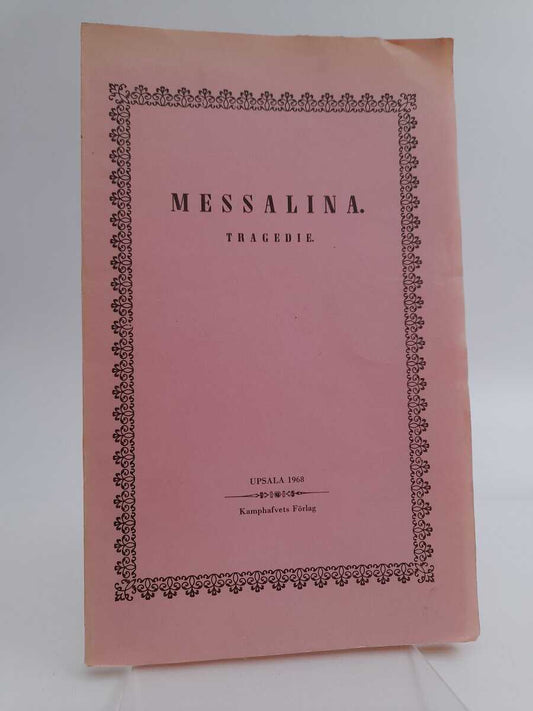 MESSALINA.
TRAGEDIE.
UPSALA 1968
Kamphafvets Förlag